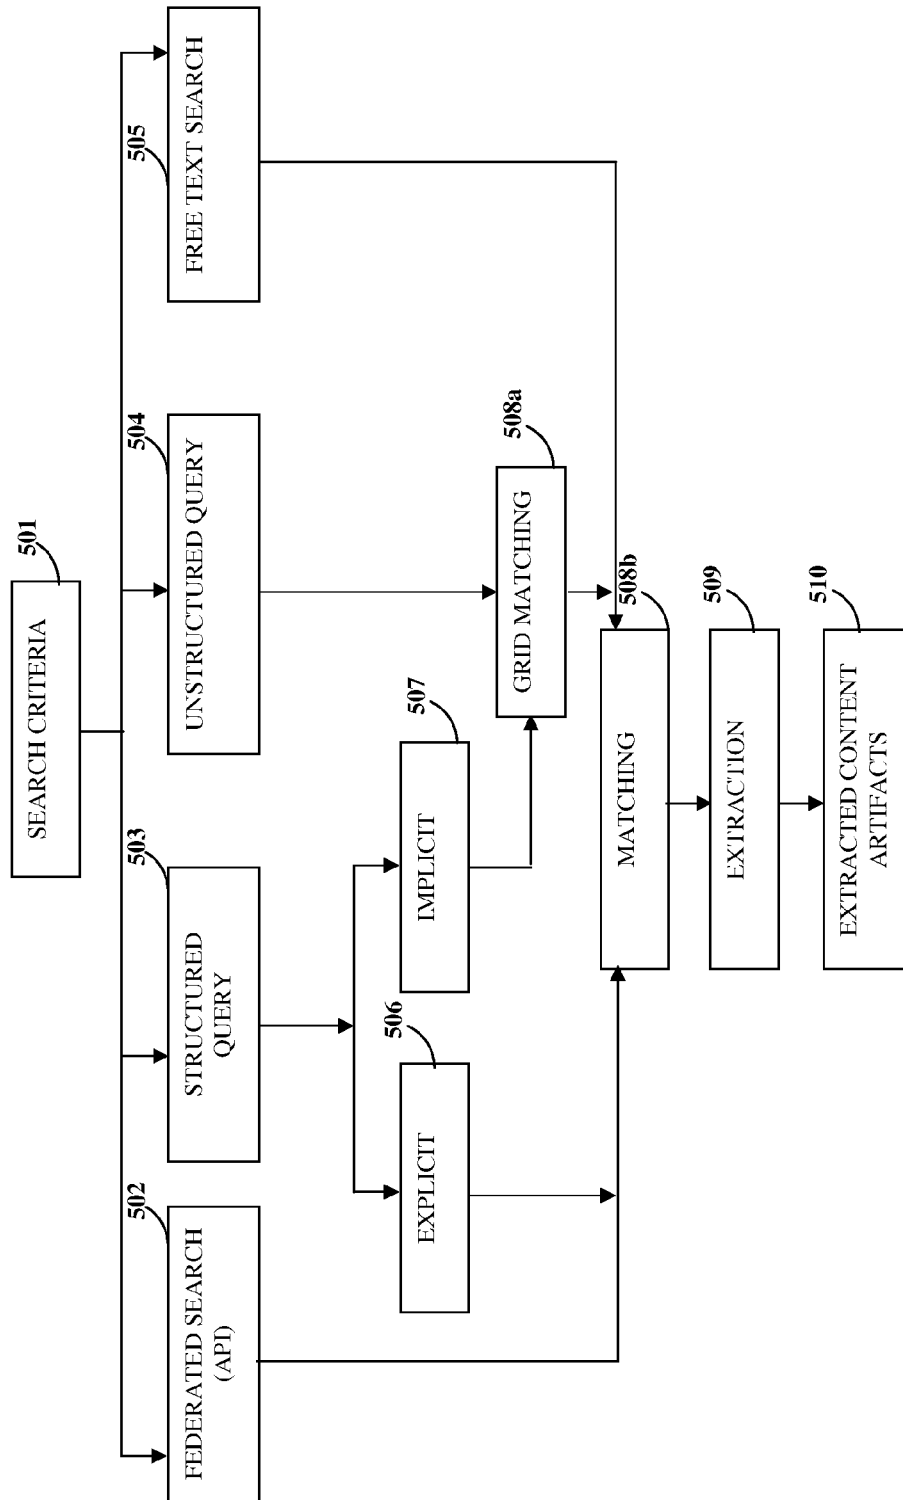 SEARCH CRITERIA
501
FEDERATED SEARCH
(API)
502
STRUCTURED
QUERY
503
UNSTRUCTURED QUERY
504
FREE TEXT SEARCH
505
EXPLICIT
506
IMPLICIT
507
GRID MATCHING
508a
MATCHING
508b
EXTRACTION
509
EXTRACTED CONTENT
ARTIFACTS
510